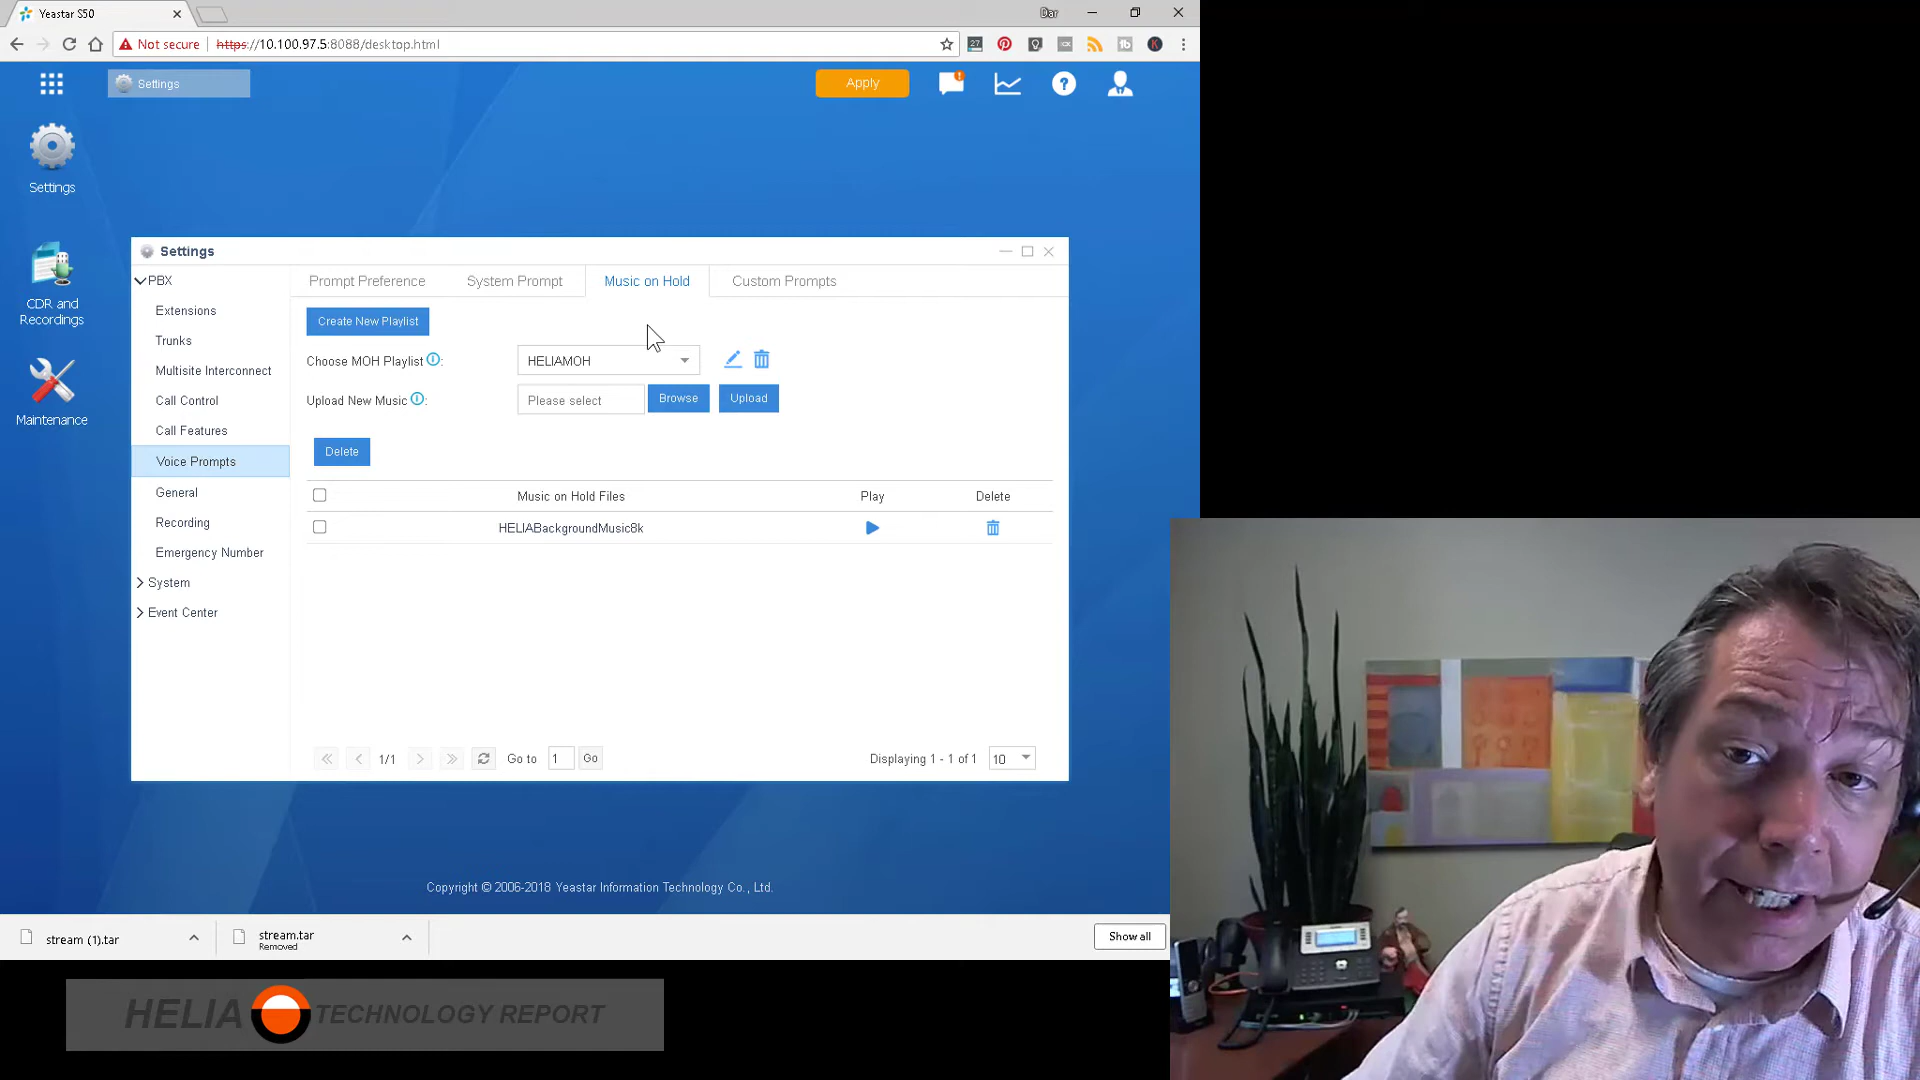 Yeastar S50
Dar
Not secure https://10.100.97.5:8088/desktop.html
27
Settings
Apply
Settings
CDR and
Recordings
Maintenance
Settings
PBX
Extensions
Trunks
Multisite Interconnect
Call Control
Call Features
Voice Prompts
General
Recording
Emergency Number
System
Event Center
Prompt Preference
System Prompt
Music on Hold
Custom Prompts
Create New Playlist
Choose MOH Playlist :
HELIAMOH
Upload New Music :
Please select
Browse
Upload
Delete
Music on Hold Files
Play
Delete
HELIABackgroundMusic8k
1/1
Go to
1
Go
Displaying 1 - 1 of 1
10
Copyright © 2006-2018 Yeastar Information Technology Co., Ltd.
stream (1).tar
stream.tar
Removed
Show all
HELIA TECHNOLOGY REPORT